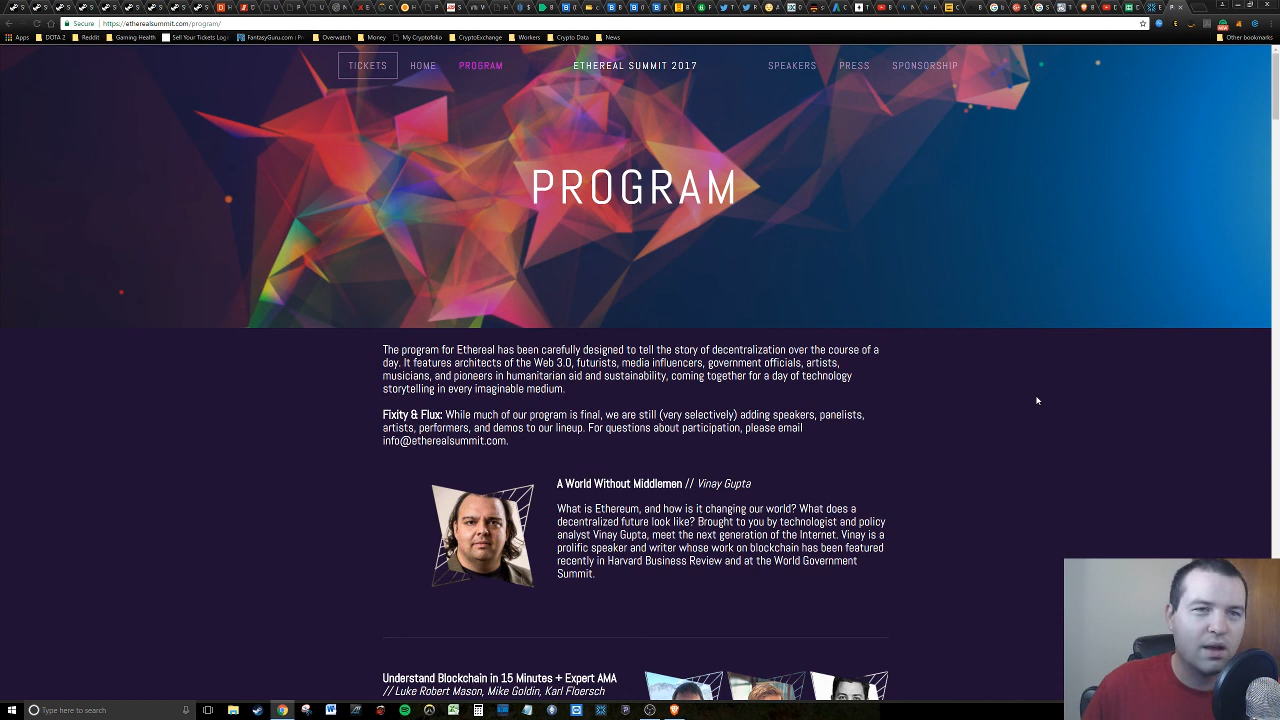 Secure
https://etherealsummit.com/program/
Apps
DOTA 2
Reddit
Gaming Health
Sell Your Tickets
FantasyGuru.com
Overwatch
Money
My Cryptofolio
CryptoExchange
Workers
Crypto Data
News
Other bookmarks
TICKETS
HOME
PROGRAM
ETHEREAL SUMMIT 2017
SPEAKERS
PRESS
SPONSORSHIP
PROGRAM
The program for Ethereal has been carefully designed to tell the story of decentralization over the course of a
day. It features architects of the Web 3.0, futurists, media influencers, government officials, artists,
musicians, and pioneers in humanitarian aid and sustainability, coming together for a day of technology
storytelling in every imaginable medium.
Fixity & Flux: While much of our program is final, we are still (very selectively) adding speakers, panelists,
artists, performers, and demos to our lineup. For questions about participation, please email
info@etherealsummit.com.
A World Without Middlemen // Vinay Gupta
What is Ethereum, and how is it changing our world? What does a
decentralized future look like? Brought to you by technologist and policy
analyst Vinay Gupta, meet the next generation of the Internet. Vinay is a
prolific speaker and writer whose work on blockchain has been featured
recently in Harvard Business Review and at the World Government
Summit.
Understand Blockchain in 15 Minutes + Expert AMA
// Luke Robert Mason, Mike Goldin, Karl Floersch
Type here to search